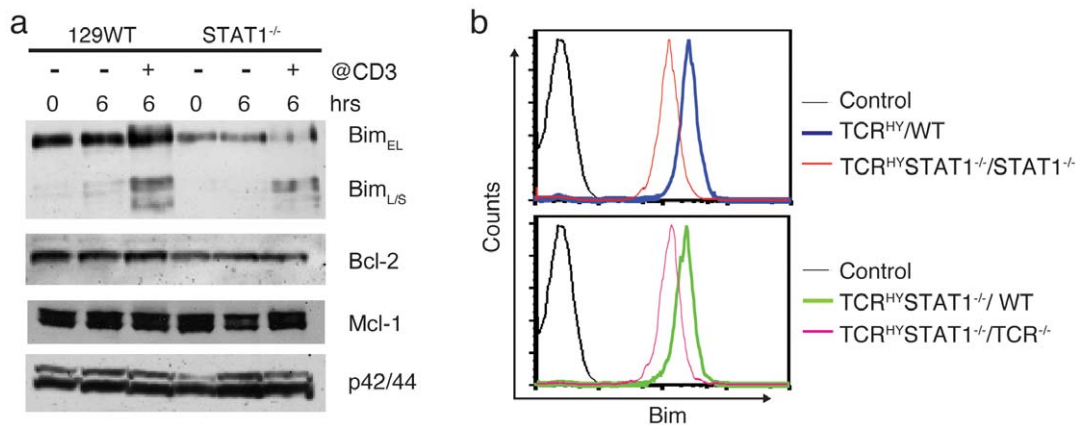 a
129WT STAT1-/-
- - + - - + @CD3
0 6 6 0 6 6 hrs
BimEL
BimL/S
Bcl-2
Mcl-1
p42/44
b
Counts
Control
TCRHY/WT
TCRHYSTAT1-/-/STAT1-/-
Control
TCRHYSTAT1-/-/ WT
TCRHYSTAT1-/-/TCR-/-
Bim